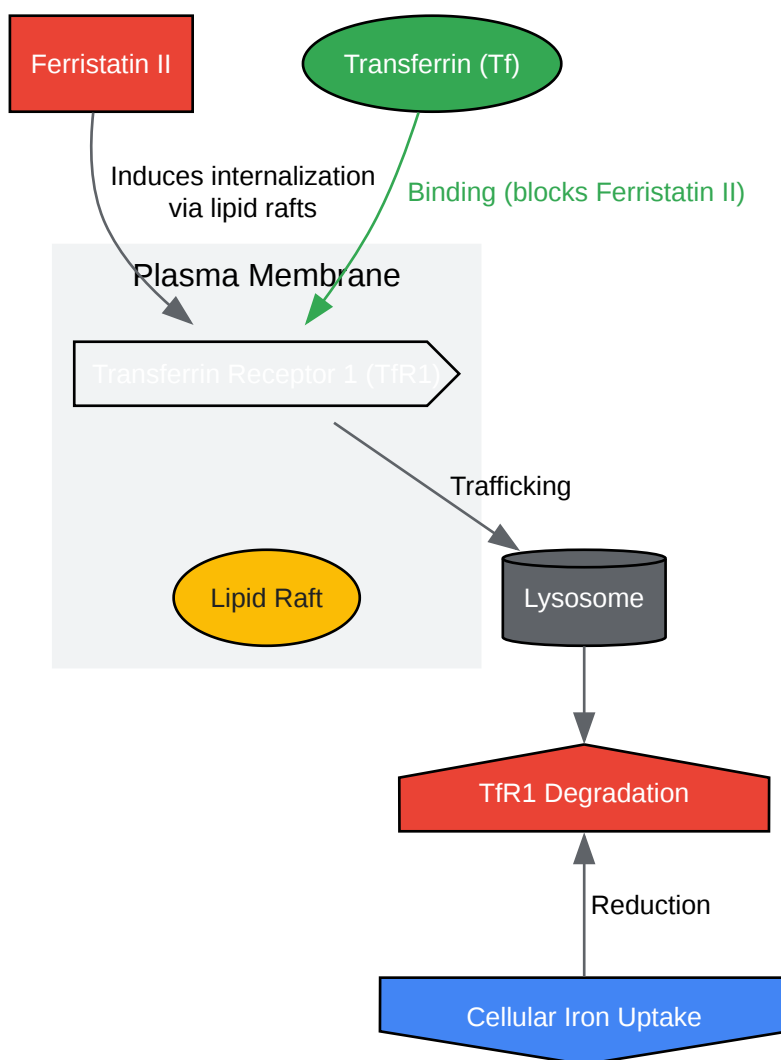 Ferristatin II
Transferrin (Tf)
Induces internalization
via lipid rafts
Binding (blocks Ferristatin II)
Plasma Membrane
Transferrin Receptor 1 (TfR1)
Trafficking
Lipid Raft
Lysosome
TfR1 Degradation
Reduction
Cellular Iron Uptake